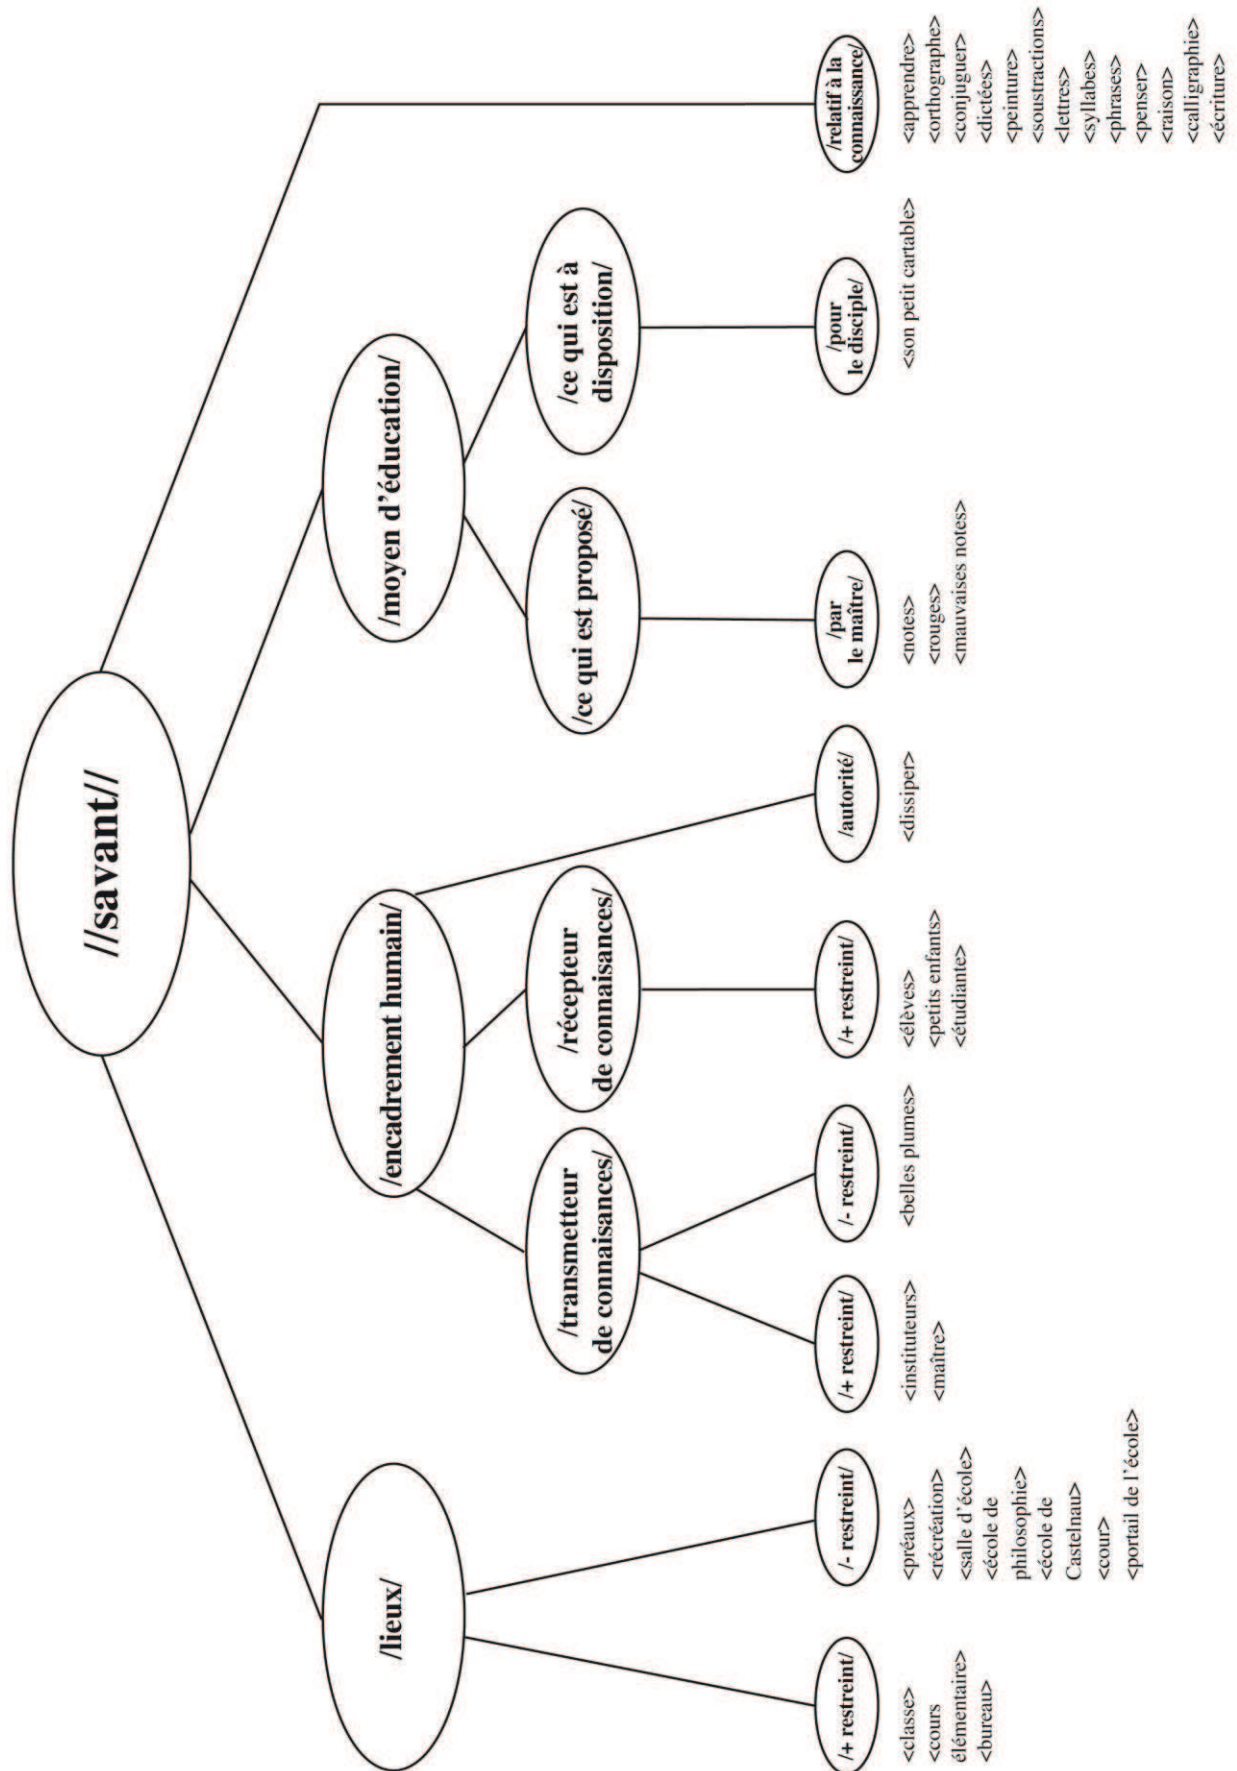 //savant//
/lieux/
/encadrement humain/
/moyen d'éducation/
/transmetteur
de connaisances/
/récepteur
de connaisances/
/ce qui est proposé/
/ce qui est à
disposition/
/+ restreint/
/- restreint/
/+ restreint/
/- restreint/
/+ restreint/
/autorité/
/par
le maître/
/pour
le disciple/
/relatif à la
connaissance/
<classe>
<cours
élémentaire>
<bureau>
<préaux>
<récréation>
<salle d'école>
<école de
philosophie>
<école de
Castelnau>
<cour>
<portail de l'école>
<instituteurs>
<maître>
<belles plumes>
<élèves>
<petits enfants>
<étudiante>
<dissiper>
<notes>
<rouges>
<mauvaises notes>
<son petit cartable>
<apprendre>
<orthographe>
<conjuguer>
<dictées>
<peinture>
<soustractions>
<lettres>
<syllabes>
<phrases>
<penser>
<raison>
<calligraphie>
<écriture>